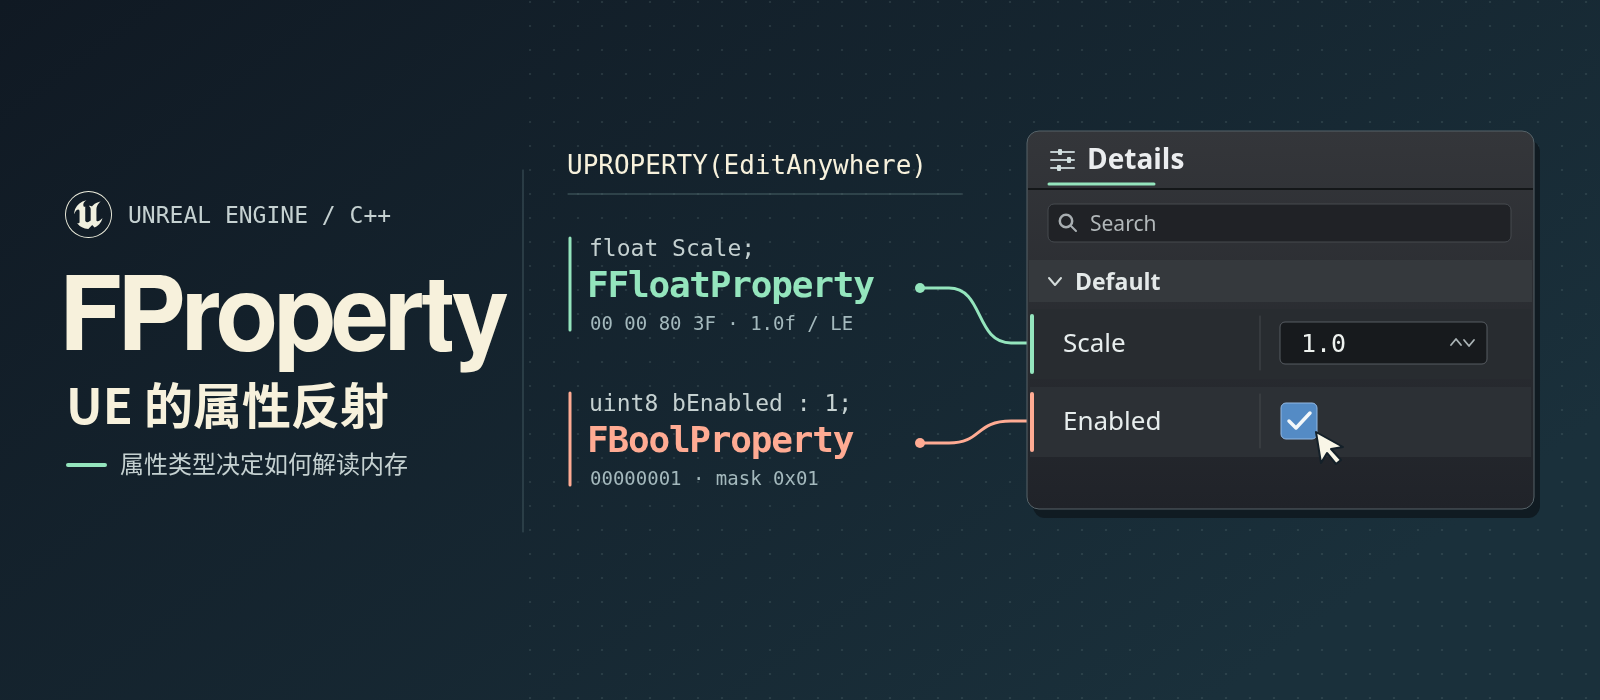 UNREAL ENGINE / C++
FProperty
UE 的属性反射
属性类型决定如何解读内存
UPROPERTY(EditAnywhere)
float Scale;
FFloatProperty
00 00 80 3F · 1.0f / LE
uint8 bEnabled : 1;
FBoolProperty
00000001 · mask 0x01
Details
Search
Default
Scale
1.0
Enabled